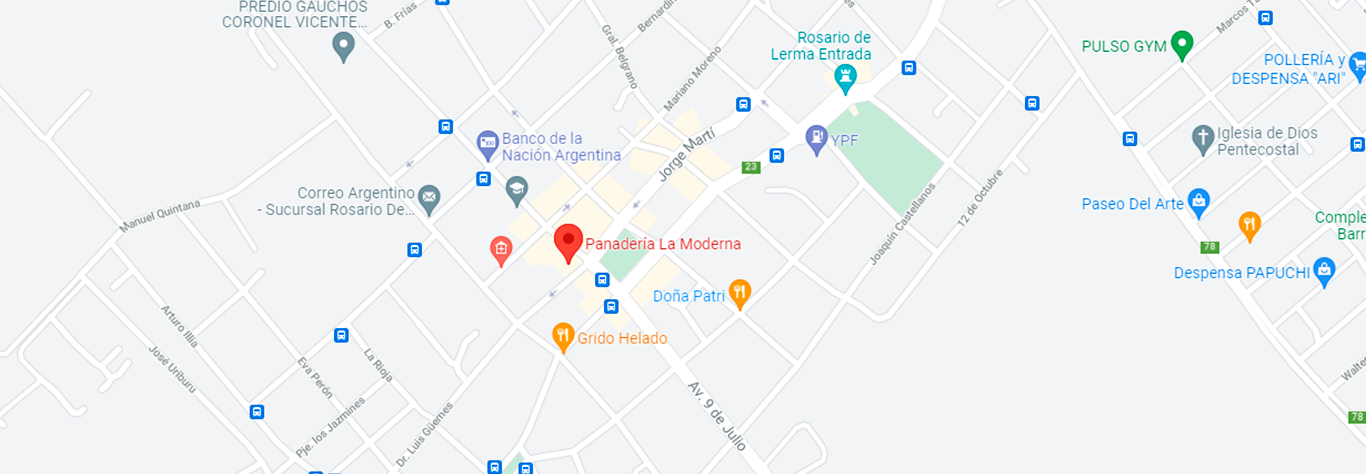 PREDIO GAUCHOS
CORONEL VICENTE...
B. Frías
Gral. Belgrano
Mariano Moreno
Rosario de
Lerma Entrada
PULSO GYM
POLLERÍA y
DESPENSA "ARI"
Banco de la
Nación Argentina
Jorge Martí
YPF
23
Iglesia de Dios
Pentecostal
Correo Argentino
- Sucursal Rosario De...
Manuel Quintana
Joaquín Castellanos
12 de Octubre
Paseo Del Arte
Comple
Barr
78
Panadería La Moderna
Despensa PAPUCHI
Doña Patri
Grido Helado
Arturo Illia
José Uriburu
Eva Perón
La Rioja
Pje. los Jazmines
Dr. Luis Güemes
Av. 9 de Julio
Walte
78